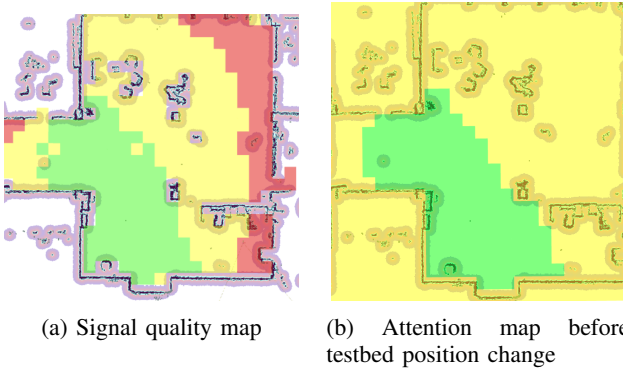 (a) Signal quality map
(b) Attention map before
testbed position change